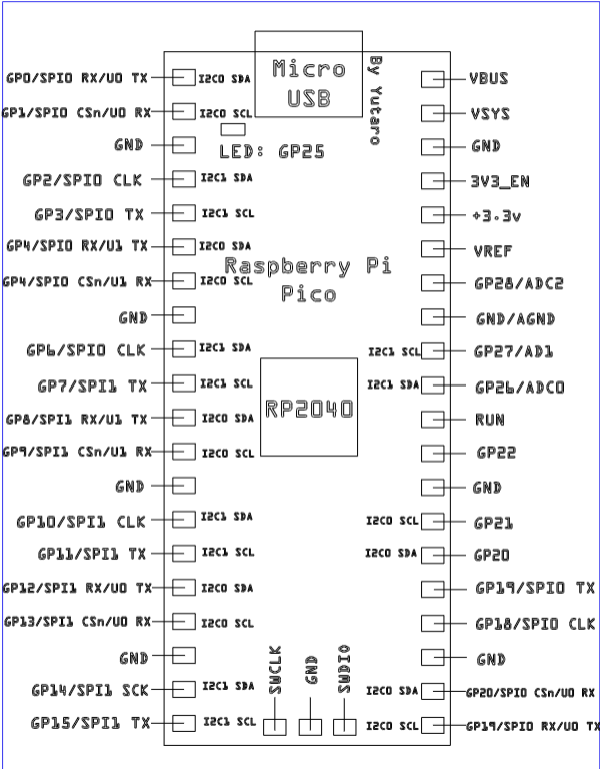 Micro
USB
By Yutaro
GP0/SPI0 RX/U0 TX I2C0 SDA VBUS
GP1/SPI0 CSn/U0 RX I2C0 SCL VSYS
GND GND
LED: GP25
GP2/SPI0 CLK I2C1 SDA 3V3_EN
GP3/SPI0 TX I2C1 SCL +3.3v
GP4/SPI0 RX/U1 TX I2C0 SDA VREF
Raspberry Pi
Pico
GP4/SPI0 CSn/U1 RX I2C0 SCL GP28/ADC2
GND GND/AGND
GP6/SPI0 CLK I2C1 SDA I2C1 SCL GP27/AD1
GP7/SPI1 TX I2C1 SCL I2C1 SDA GP26/ADC0
RP2040
GP8/SPI1 RX/U1 TX I2C0 SDA RUN
GP9/SPI1 CSn/U1 RX I2C0 SCL GP22
GND GND
GP10/SPI1 CLK I2C1 SDA I2C0 SCL GP21
GP11/SPI1 TX I2C1 SCL I2C0 SDA GP20
GP12/SPI1 RX/U0 TX I2C0 SDA GP19/SPI0 TX
GP13/SPI1 CSn/U0 RX I2C0 SCL GP18/SPI0 CLK
GND GND
SWCLK
GND
SWDIO
GP14/SPI1 SCK I2C1 SDA I2C0 SDA GP20/SPI0 CSn/U0 RX
GP15/SPI1 TX I2C1 SCL I2C0 SCL GP19/SPI0 RX/U0 TX